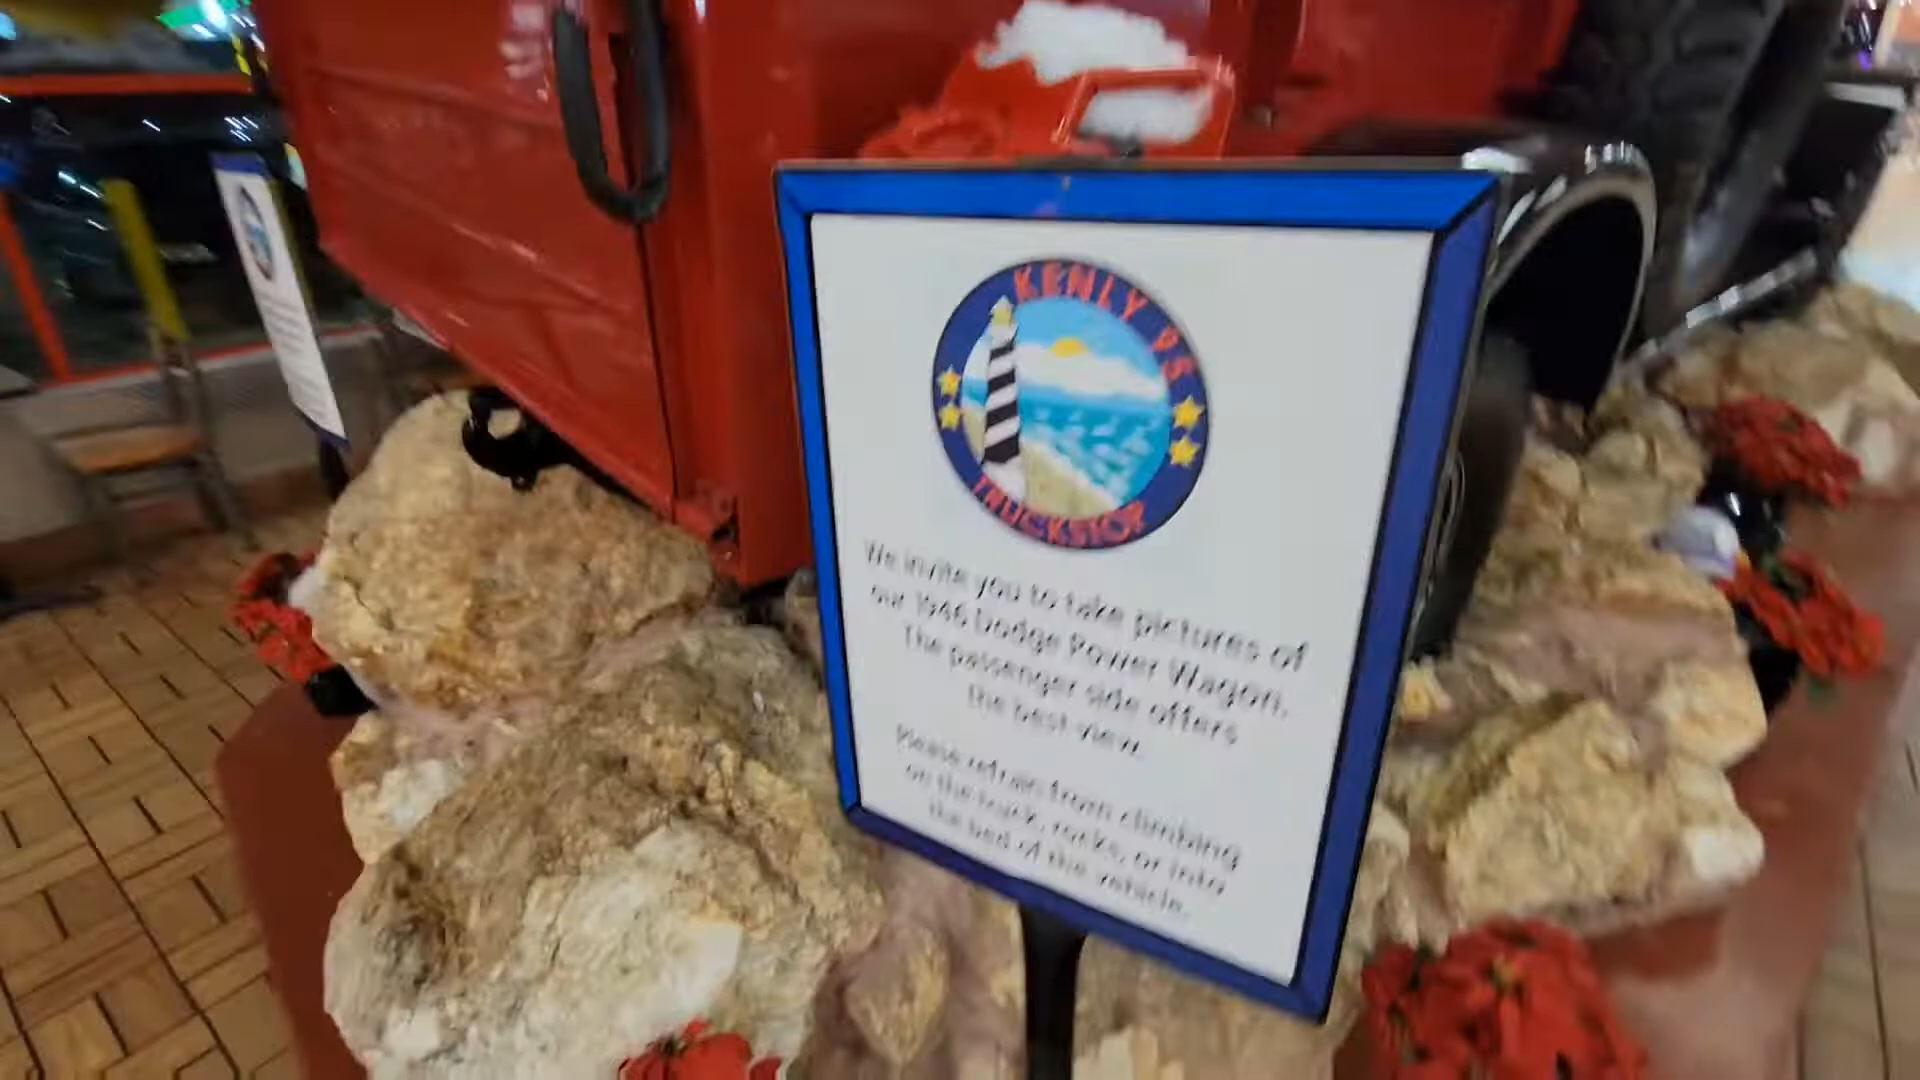 KENLY 95
TRUCKSTOP
We invite you to take pictures of
our 1946 Dodge Power Wagon.
The passenger side offers
the best view.
Please refrain from climbing
on the truck, rocks, or into
the bed of the vehicle.